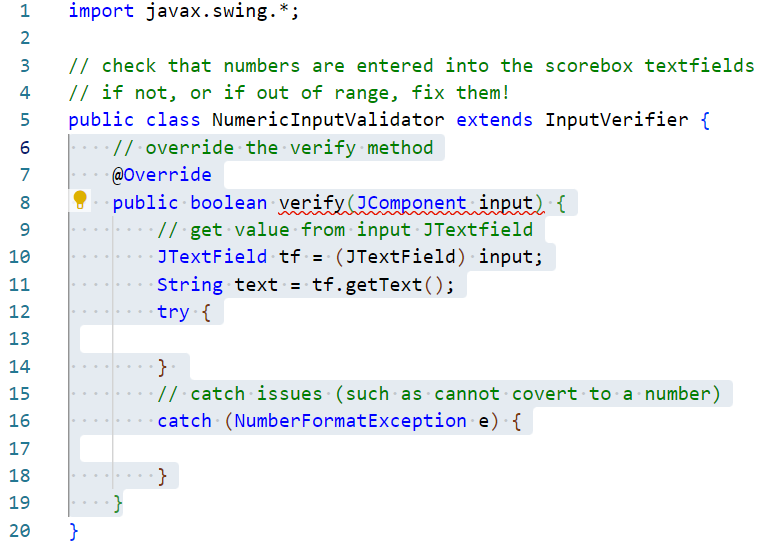 1 import javax.swing.*;
2
3 // check that numbers are entered into the scorebox textfields
4 // if not, or if out of range, fix them!
5 public class NumericInputValidator extends InputVerifier {
6 // override the verify method
7 @Override
8 public boolean verify(JComponent input) {
9 // get value from input JTextfield
10 JTextField tf = (JTextField) input;
11 String text = tf.getText();
12 try {
13
14 }
15 // catch issues (such as cannot covert to a number)
16 catch (NumberFormatException e) {
17
18 }
19 }
20 }